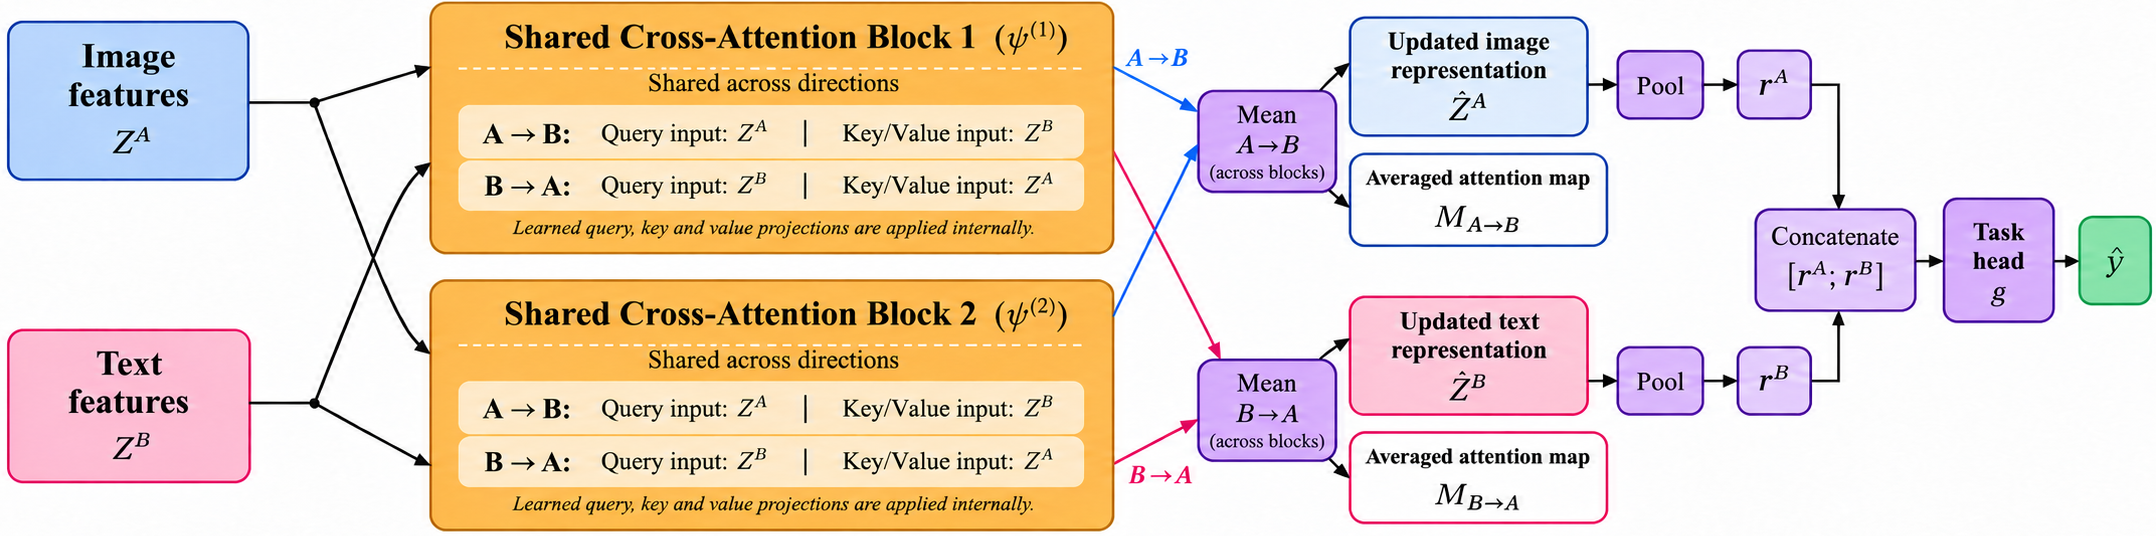 Image
features
Z^A
Text
features
Z^B
Shared Cross-Attention Block 1 (ψ^(1))
Shared across directions
A → B: Query input: Z^A | Key/Value input: Z^B
B → A: Query input: Z^B | Key/Value input: Z^A
Learned query, key and value projections are applied internally.
Shared Cross-Attention Block 2 (ψ^(2))
Shared across directions
A → B: Query input: Z^A | Key/Value input: Z^B
B → A: Query input: Z^B | Key/Value input: Z^A
Learned query, key and value projections are applied internally.
A→B
B→A
Mean
A→B
(across blocks)
Mean
B→A
(across blocks)
Updated image
representation
Ẑ^A
Averaged attention map
M_A→B
Updated text
representation
Ẑ^B
Averaged attention map
M_B→A
Pool
r^A
Pool
r^B
Concatenate
[r^A; r^B]
Task
head
g
ŷ